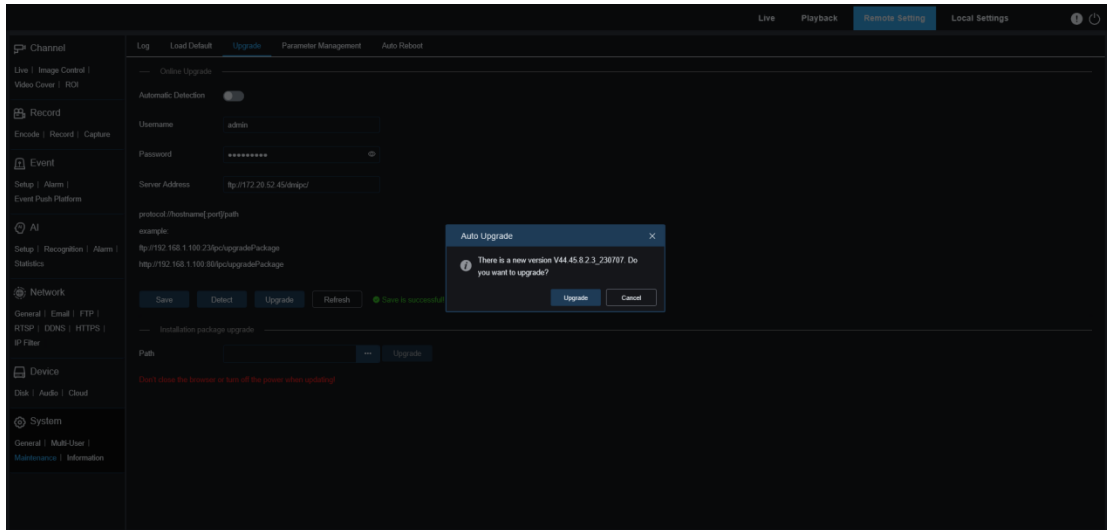 Live Playback Remote Setting Local Settings
Channel
Live | Image Control |
Video Cover | ROI
Record
Encode | Record | Capture
Event
Setup | Alarm |
Event Push Platform
AI
Setup | Recognition | Alarm |
Statistics
Network
General | Email | FTP |
RTSP | DDNS | HTTPS |
IP Filter
Device
Disk | Audio | Cloud
System
General | Multi-User |
Maintenance | Information
Log Load Default Upgrade Parameter Management Auto Reboot
Online Upgrade
Automatic Detection
Username admin
Password •••••••••
Server Address ftp://172.20.52.45/dmipc/
protocol://hostname[:port]/path
example:
ftp://192.168.1.100:23/ipc/upgradePackage
http://192.168.1.100:80/ipc/upgradePackage
Save Detect Upgrade Refresh Save is successful!
Installation package upgrade
Path ••• Upgrade
Don't close the browser or turn off the power when updating!
Auto Upgrade
There is a new version V44.45.8.2.3_230707. Do
you want to upgrade?
Upgrade Cancel